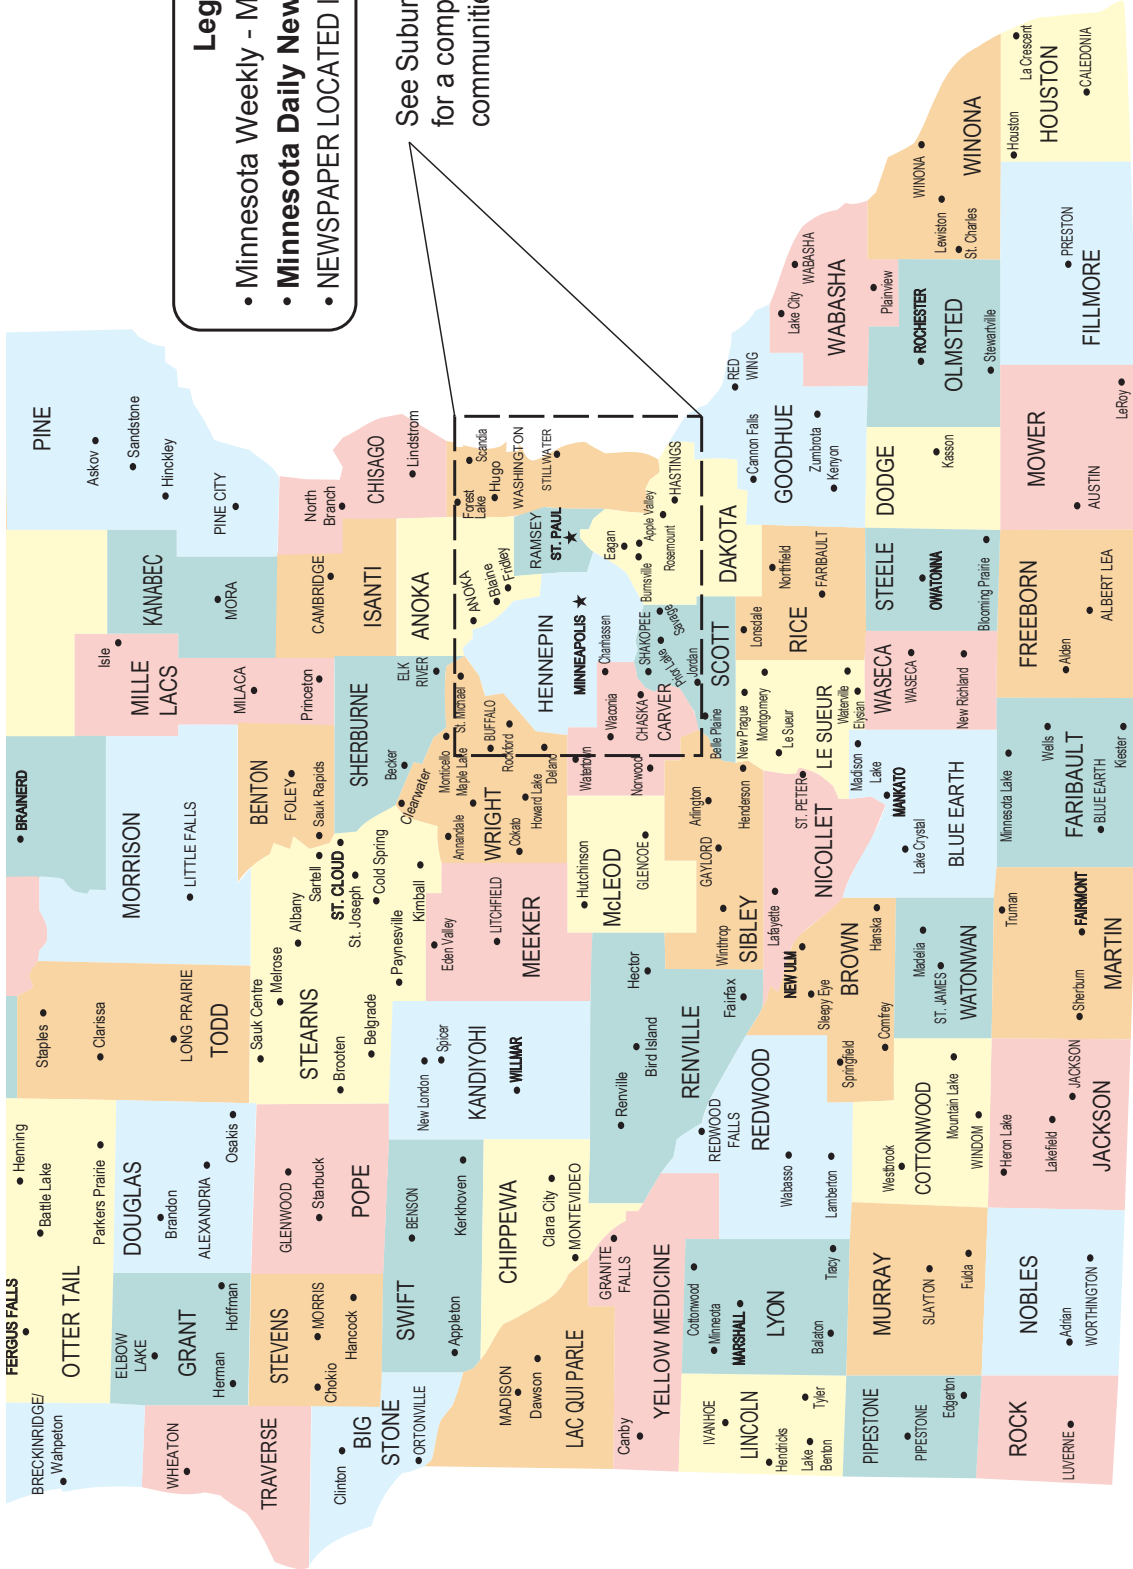 Leg
• Minnesota Weekly - M
• Minnesota Daily New
• NEWSPAPER LOCATED I
See Subur
for a comp
communitie
BRECKINRIDGE/
Wahpeton
FERGUS FALLS
OTTER TAIL
Battle Lake
Henning
Parkers Prairie
Staples
Clarissa
LONG PRAIRIE
TODD
BRAINERD
MORRISON
LITTLE FALLS
Isle
MILLE
LACS
MILACA
Princeton
KANABEC
MORA
PINE
Askov
Sandstone
Hinckley
PINE CITY
WHEATON
TRAVERSE
ELBOW
LAKE
GRANT
Herman
Hoffman
DOUGLAS
Brandon
ALEXANDRIA
Osakis
BENTON
FOLEY
Sauk Rapids
SHERBURNE
Becker
Clearwater
ELK
RIVER
CAMBRIDGE
ISANTI
North
Branch
CHISAGO
Lindstrom
Clinton
BIG
STONE
ORTONVILLE
STEVENS
Chokio
MORRIS
Hancock
GLENWOOD
Starbuck
POPE
Sauk Centre
Melrose
Albany
STEARNS
Brooten
Belgrade
Paynesville
Sartell
ST. CLOUD
St. Joseph
Cold Spring
Kimball
ANOKA
ANOKA
Blaine
Fridley
Forest
Lake
Scandia
Hugo
WASHINGTON
STILLWATER
RAMSEY
ST. PAUL
SWIFT
BENSON
Appleton
Kerkhoven
New London
Spicer
KANDIYOHI
WILLMAR
Eden Valley
LITCHFIELD
MEEKER
Annandale
Maple Lake
Monticello
St. Michael
BUFFALO
Rockford
WRIGHT
Cokato
Howard Lake
Delano
HENNEPIN
MINNEAPOLIS
MADISON
Dawson
LAC QUI PARLE
CHIPPEWA
Clara City
MONTEVIDEO
GRANITE
FALLS
Canby
YELLOW MEDICINE
Renville
Bird Island
Hector
RENVILLE
Fairfax
Hutchinson
McLEOD
GLENCOE
Watertown
Norwood
Waconia
Chanhassen
CHASKA
CARVER
SHAKOPEE
Savage
Prior Lake
Jordan
SCOTT
Belle Plaine
Eagan
Burnsville
Apple Valley
Rosemount
HASTINGS
DAKOTA
IVANHOE
LINCOLN
Hendricks
Lake
Benton
Tyler
Cottonwood
Minneota
MARSHALL
LYON
Balaton
Tracy
REDWOOD
FALLS
REDWOOD
Wabasso
Lamberton
Winthrop
GAYLORD
Arlington
Henderson
SIBLEY
Lafayette
ST. PETER
NICOLLET
NEW ULM
Sleepy Eye
BROWN
Springfield
Comfrey
Hanska
New Prague
Montgomery
Le Sueur
LE SUEUR
Waterville
Elysian
Lonsdale
Northfield
RICE
FARIBAULT
Cannon Falls
RED
WING
GOODHUE
Zumbrota
Kenyon
Lake City
WABASHA
WABASHA
Plainview
PIPESTONE
PIPESTONE
Edgerton
MURRAY
SLAYTON
Fulda
Westbrook
COTTONWOOD
Mountain Lake
WINDOM
Madelia
ST. JAMES
WATONWAN
Madison
Lake
MANKATO
Lake Crystal
BLUE EARTH
WASECA
WASECA
New Richland
STEELE
OWATONNA
Blooming Prairie
DODGE
Kasson
ROCHESTER
OLMSTED
Stewartville
WINONA
Lewiston
St. Charles
WINONA
ROCK
LUVERNE
NOBLES
Adrian
WORTHINGTON
Heron Lake
Lakefield
JACKSON
JACKSON
Truman
FAIRMONT
Sherburn
MARTIN
Minnesota Lake
Wells
FARIBAULT
BLUE EARTH
Kiester
FREEBORN
Alden
ALBERT LEA
MOWER
AUSTIN
LeRoy
PRESTON
FILLMORE
Houston
La Crescent
HOUSTON
CALEDONIA